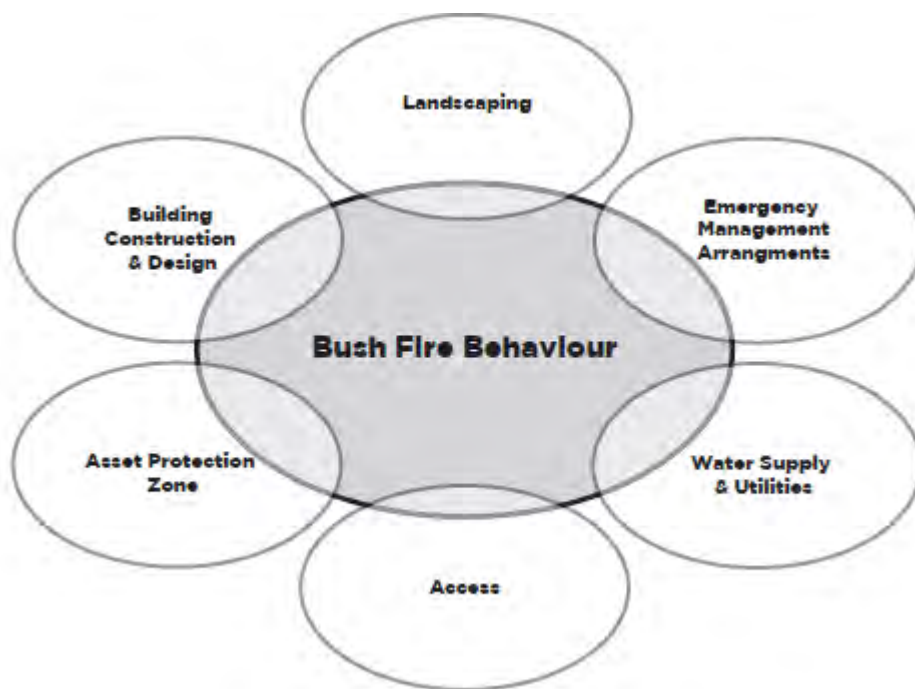 Landscaping
Building
Construction
& Design
Emergency
Management
Arrangments
Bush Fire Behaviour
Asset Protection
Zone
Water Supply
& Utilities
Access